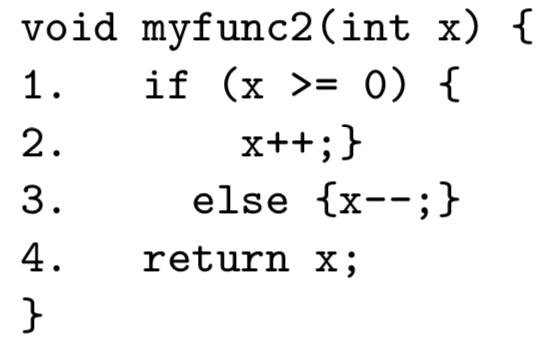 void myfunc2(int x) {
1.   if (x >= 0) {
2.        x++;}
3.      else {x--;}
4.   return x;
}